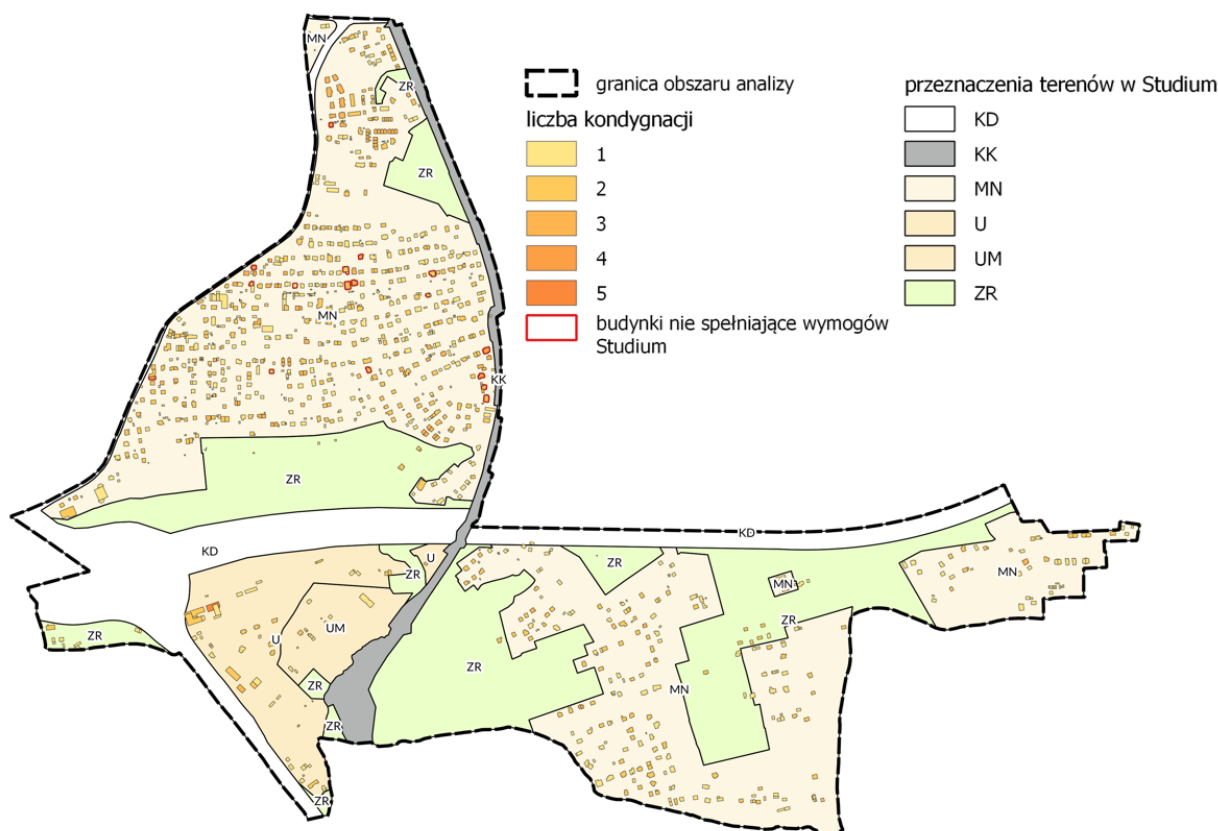 granica obszaru analizy
liczba kondygnacji
1
2
3
4
5
budynki nie spełniające wymogów
Studium
przeznaczenia terenów w Studium
KD
KK
MN
U
UM
ZR
MN
ZR
ZR
MN
KK
ZR
KD
KD
U
ZR
ZR
MN
MN
ZR
UM
U
ZR
ZR
ZR
MN
ZR
ZR